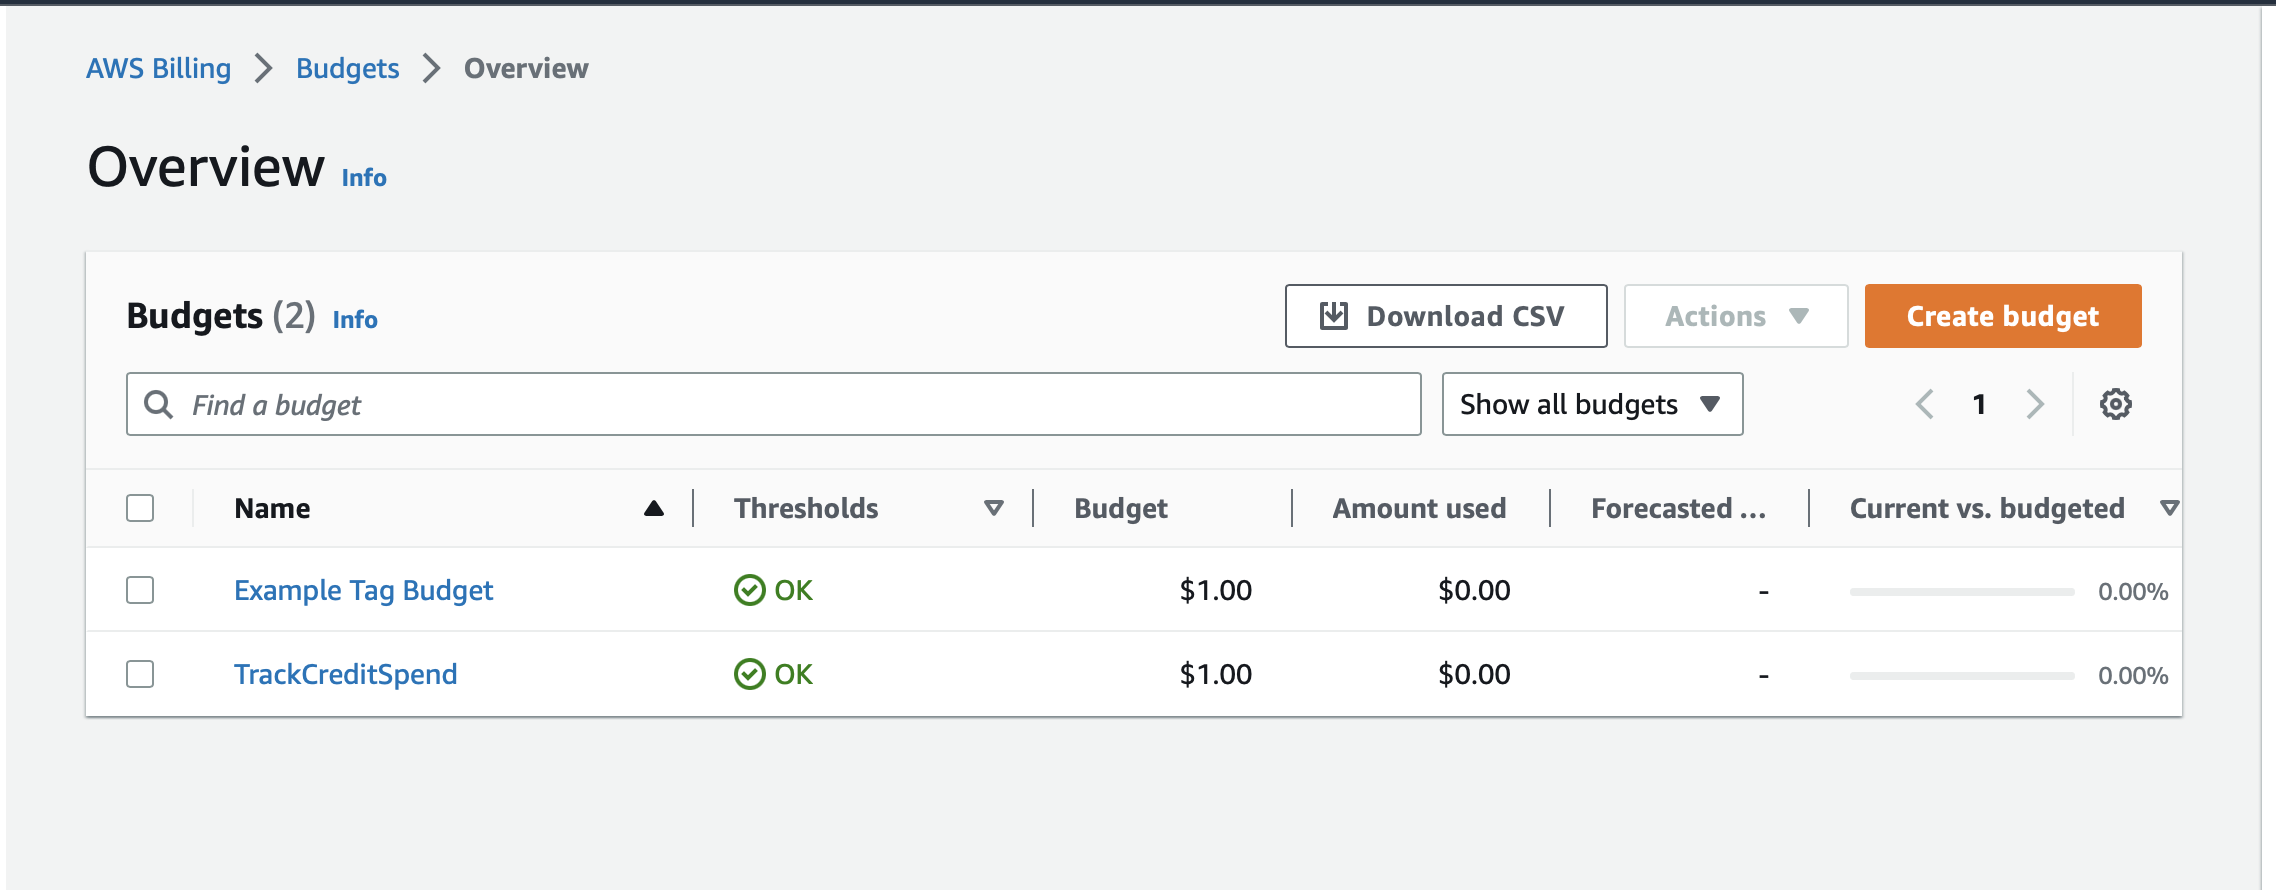 AWS Billing > Budgets > Overview
Overview Info
Budgets (2) Info
Download CSV
Actions
Create budget
Find a budget
Show all budgets
1
Name Thresholds Budget Amount used Forecasted ... Current vs. budgeted
Example Tag Budget OK $1.00 $0.00 - 0.00%
TrackCreditSpend OK $1.00 $0.00 - 0.00%